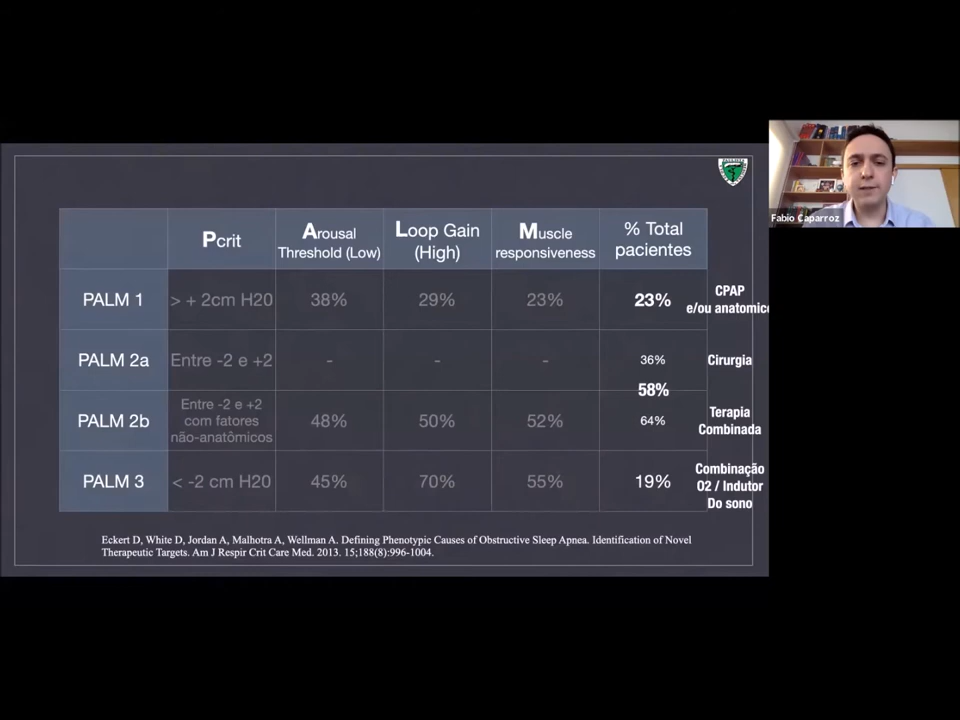 Fabio Caparroz
Pcrit
Arousal
Threshold (Low)
Loop Gain
(High)
Muscle
responsiveness
% Total
pacientes
PALM 1
> + 2cm H20
38%
29%
23%
23%
CPAP
e/ou anatomico
PALM 2a
Entre -2 e +2
-
-
-
36%
Cirurgia
58%
PALM 2b
Entre -2 e +2
com fatores
não-anatômicos
48%
50%
52%
64%
Terapia
Combinada
PALM 3
< -2 cm H20
45%
70%
55%
19%
Combinação
O2 / Indutor
Do sono
Eckert D, White D, Jordan A, Malhotra A, Wellman A. Defining Phenotypic Causes of Obstructive Sleep Apnea. Identification of Novel
Therapeutic Targets. Am J Respir Crit Care Med. 2013. 15;188(8):996-1004.